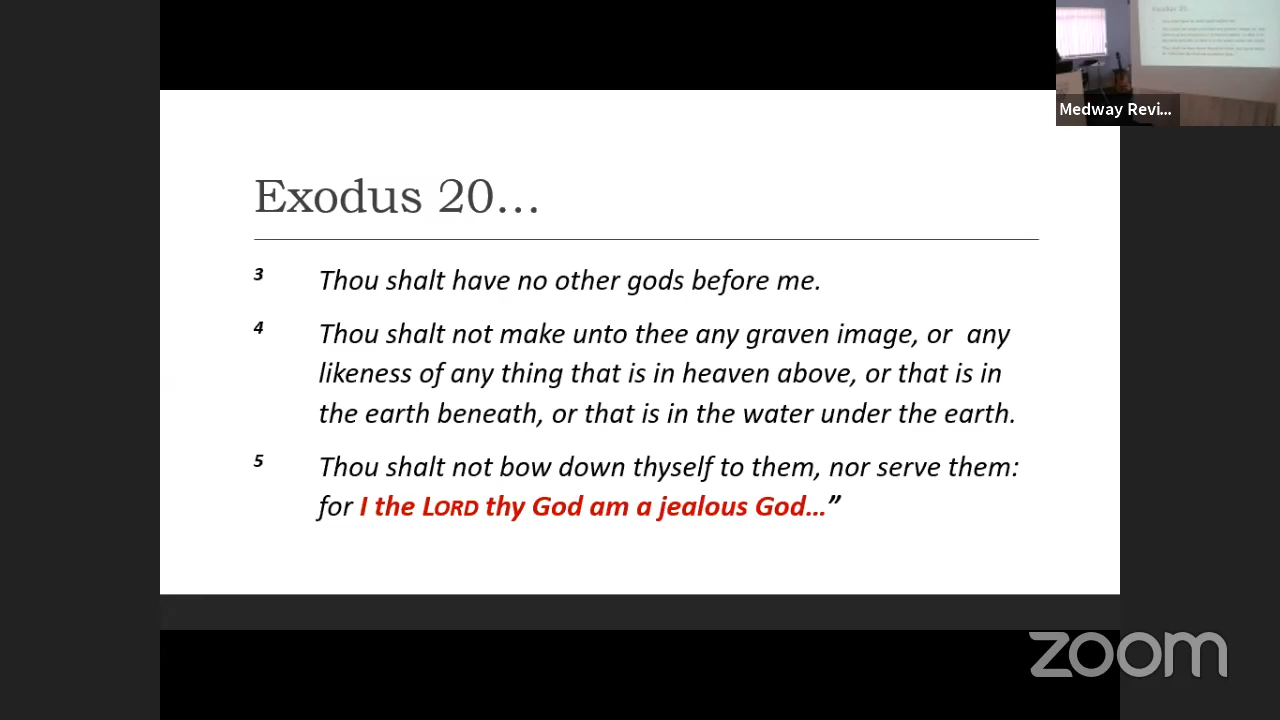 Medway Revi...
Exodus 20...
3 Thou shalt have no other gods before me.
4 Thou shalt not make unto thee any graven image, or any
likeness of any thing that is in heaven above, or that is in
the earth beneath, or that is in the water under the earth.
5 Thou shalt not bow down thyself to them, nor serve them:
for I the LORD thy God am a jealous God...”
zoom